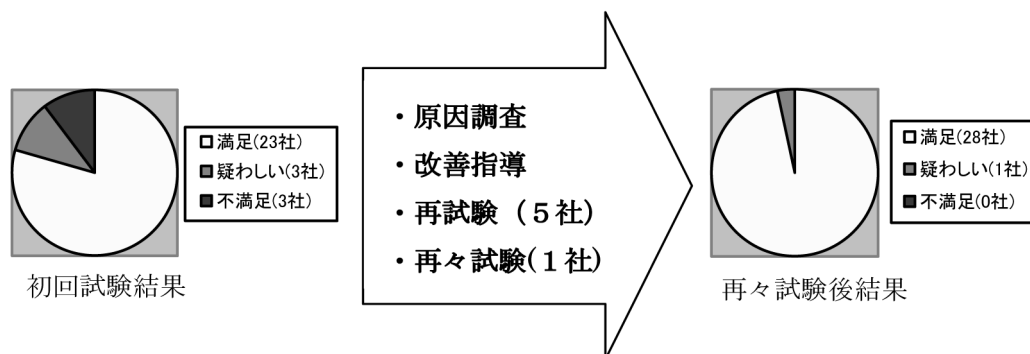 満足(23社)
疑わしい(3社)
不満足(3社)
初回試験結果
・原因調査
・改善指導
・再試験（５社）
・再々試験(１社)
満足(28社)
疑わしい(1社)
不満足(0社)
再々試験後結果